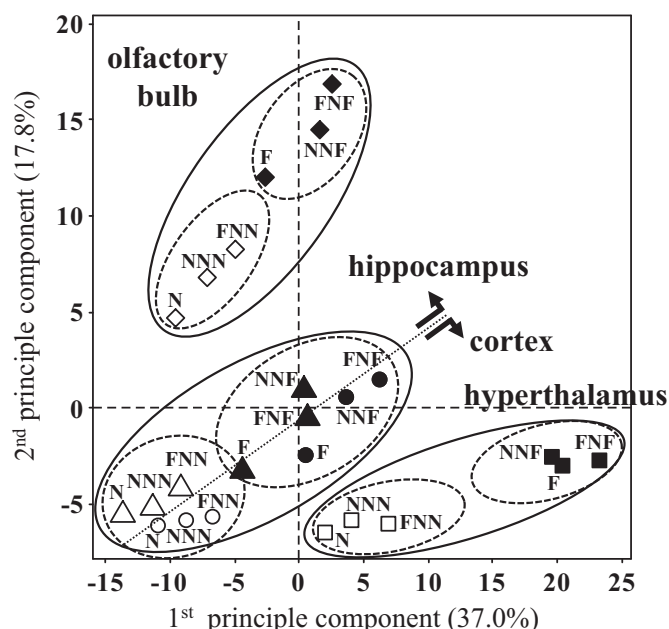 20
olfactory
bulb
FNF
15
NNF
F
10
FNN
NNN
N
5
hippocampus
cortex
hyperthalamus
FNF
NNF
0
FNF
NNF
F
F
NNF
FNF
F
FNN
NNN
N
-5
FNN
NNN
N
NNN
FNN
N
-15
-10
-5
0
5
10
15
20
25
1st principle component (37.0%)
2nd principle component (17.8%)